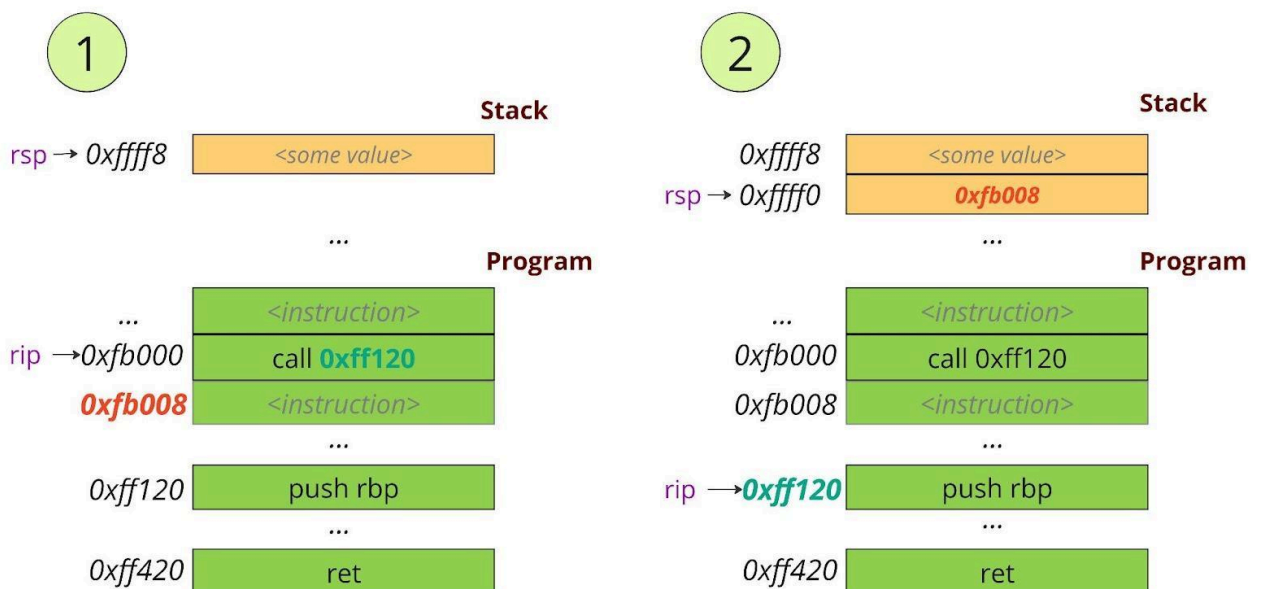 1
Stack
rsp → 0xffff8 <some value>
...
Program
... <instruction>
rip → 0xfb000 call 0xff120
0xfb008 <instruction>
...
0xff120 push rbp
...
0xff420 ret
2
Stack
0xffff8 <some value>
rsp → 0xffff0 0xfb008
...
Program
... <instruction>
0xfb000 call 0xff120
0xfb008 <instruction>
...
rip → 0xff120 push rbp
...
0xff420 ret